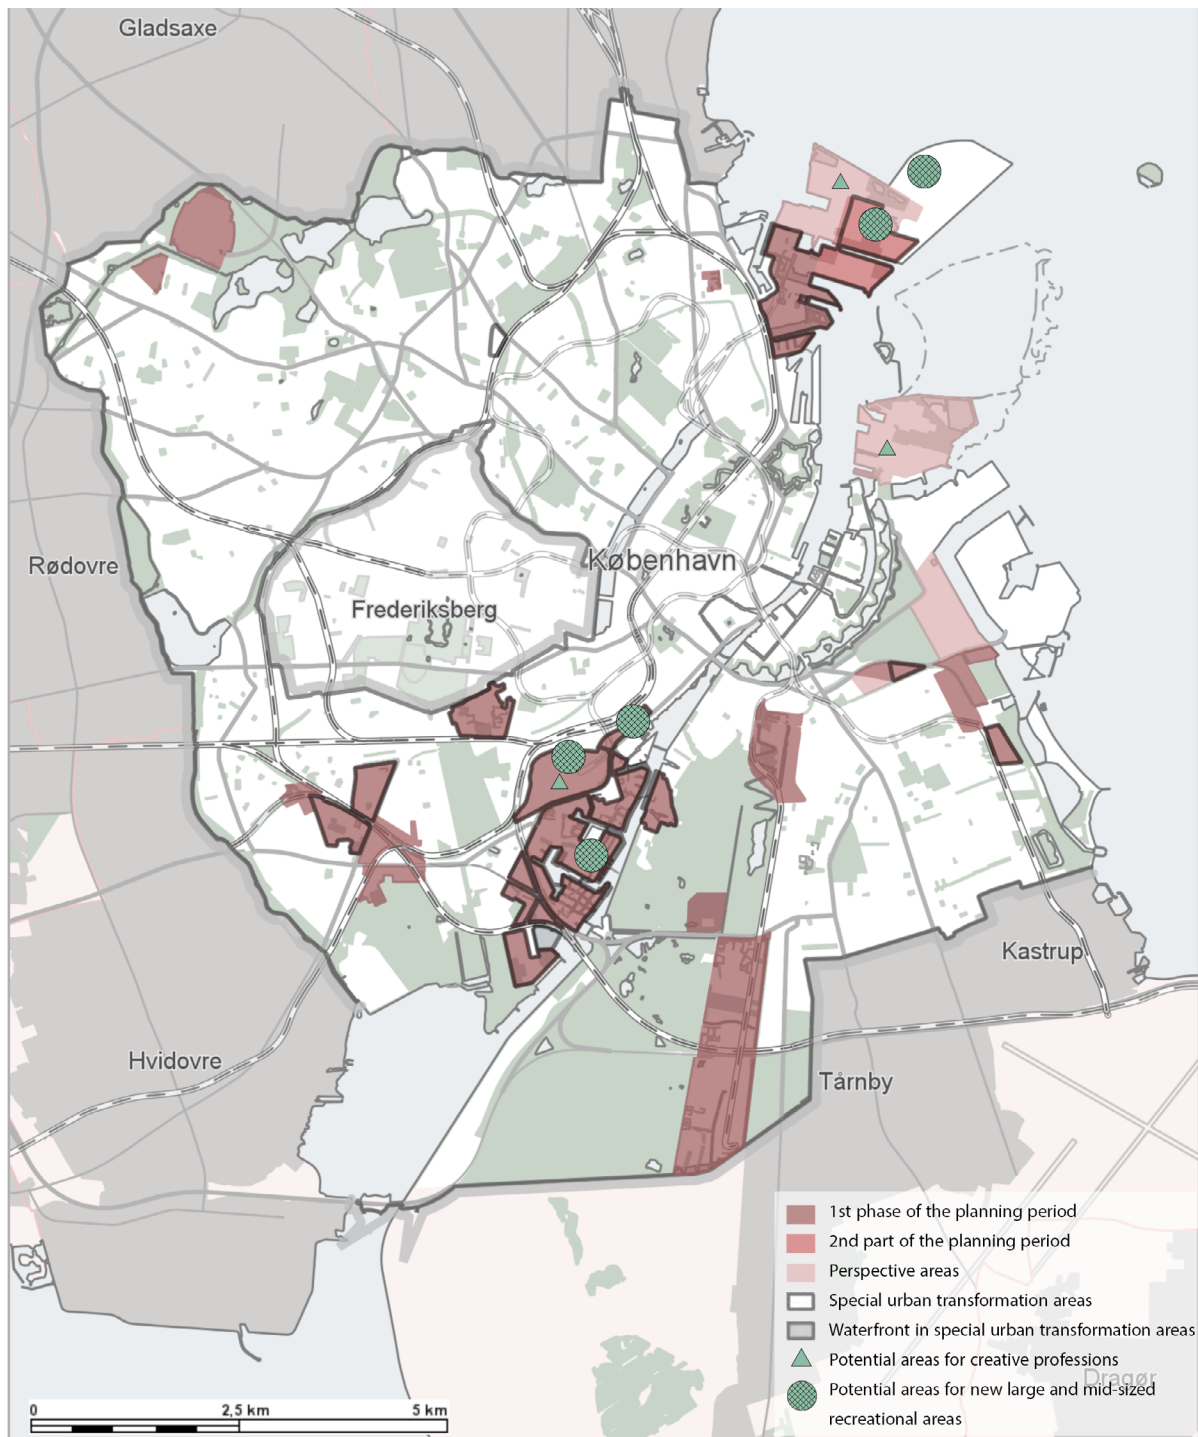 Gladsaxe
København
Rødovre
Frederiksberg
Kastrup
Hvidovre
Tårnby
1st phase of the planning period
2nd part of the planning period
Perspective areas
Special urban transformation areas
Waterfront in special urban transformation areas
Potential areas for creative professions
Dragør
Potential areas for new large and mid-sized
recreational areas
0 2,5 km 5 km